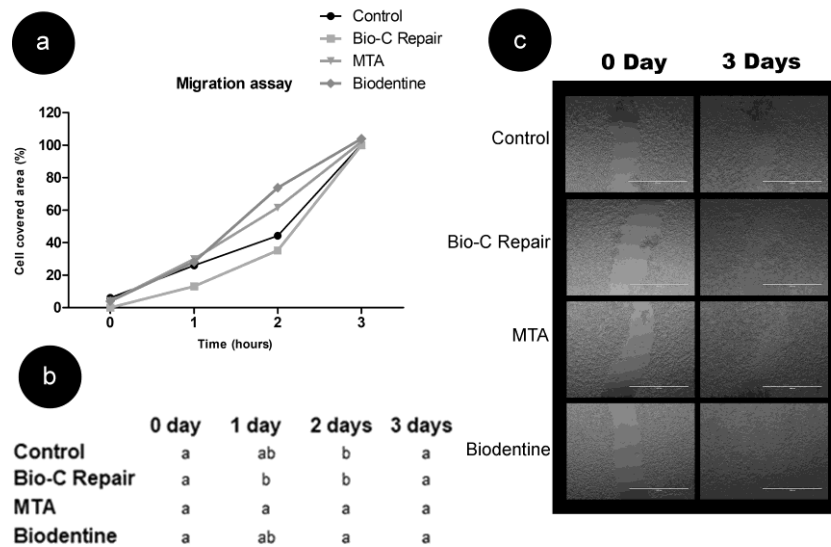 a
Control
Bio-C Repair
MTA
Biodentine
Migration assay
120
100
80
60
40
20
0
Cell covered area (%)
0 1 2 3
Time (hours)
b
0 day 1 day 2 days 3 days
Control a ab b a
Bio-C Repair a b b a
MTA a a a a
Biodentine a ab a a
c
0 Day 3 Days
Control
Bio-C Repair
MTA
Biodentine